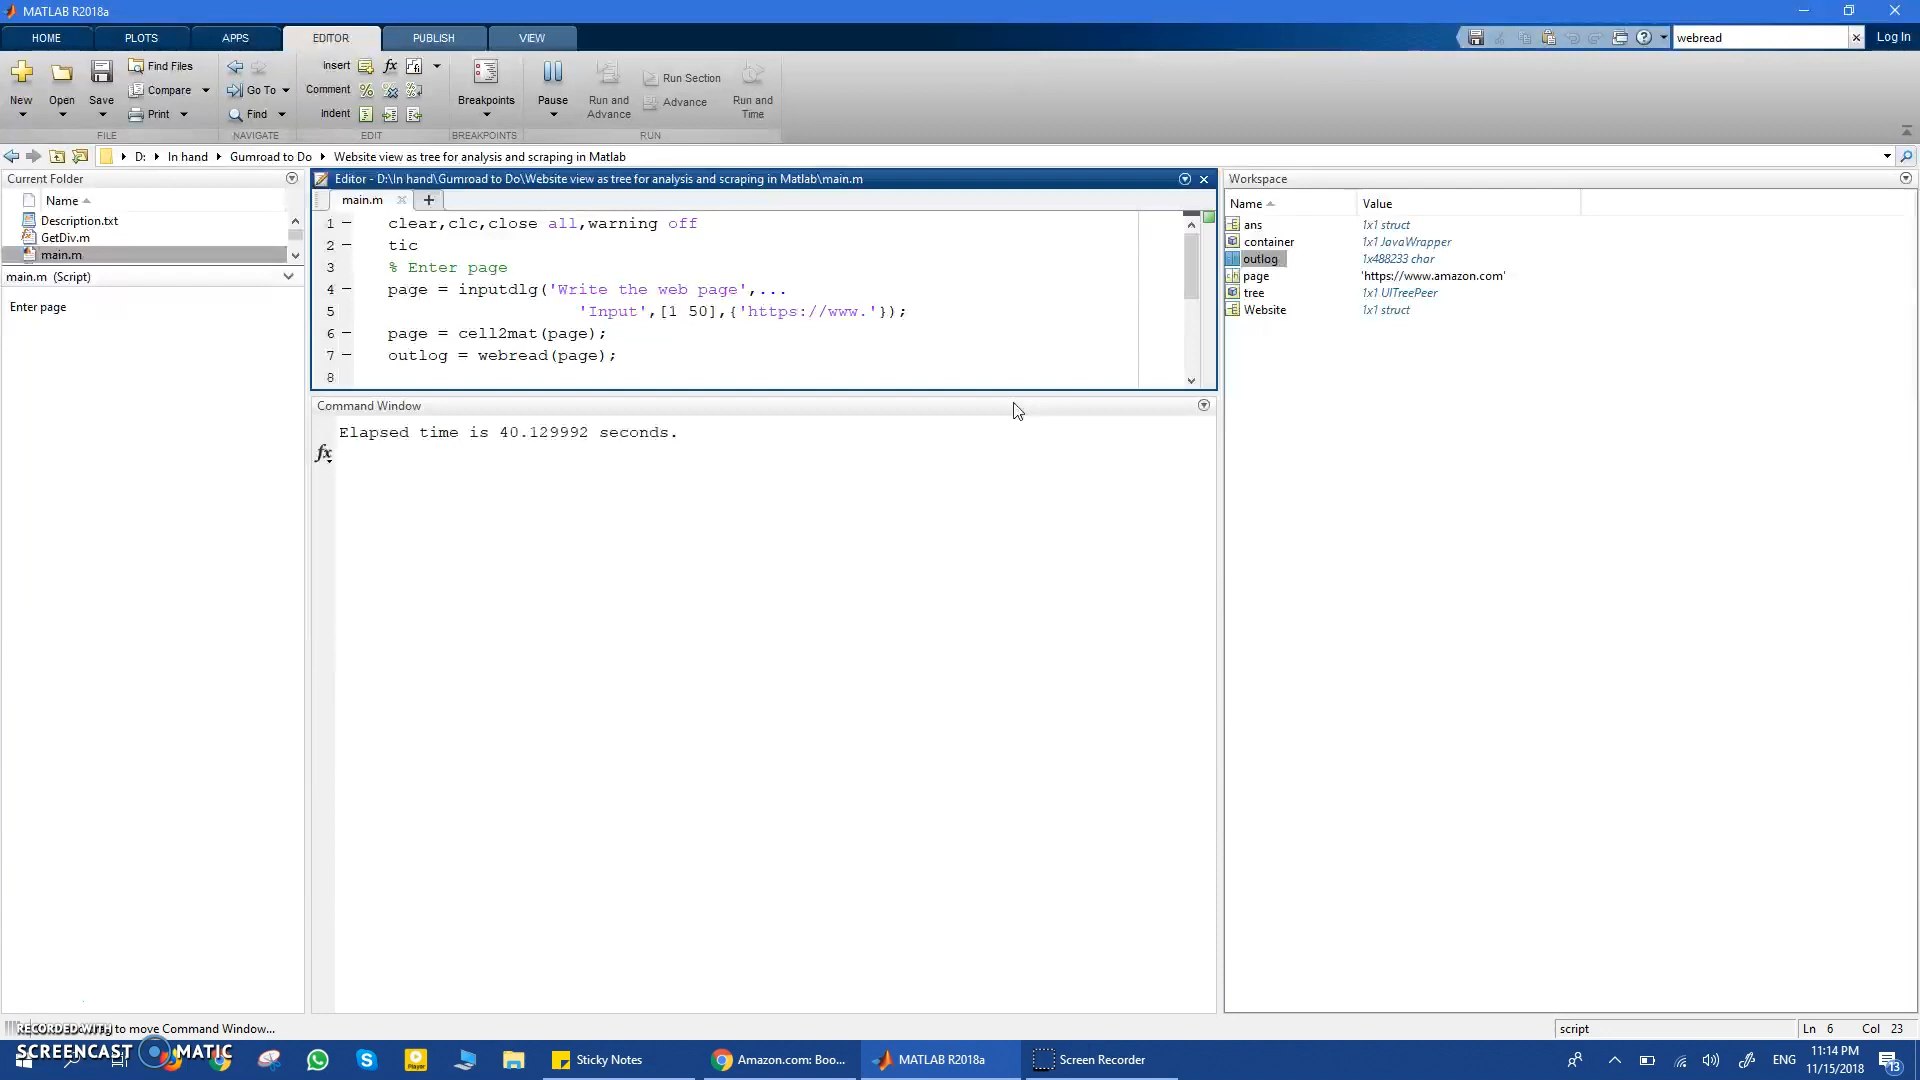 MATLAB R2018a
HOME PLOTS APPS EDITOR PUBLISH VIEW
webread
Log In
New Open Save
Find Files
Compare
Print
FILE
Go To
Find
NAVIGATE
Insert fx
Comment
Indent
EDIT
Breakpoints
BREAKPOINTS
Pause
Run and Advance
Run Section
Advance
Run and Time
RUN
D: In hand Gumroad to Do Website view as tree for analysis and scraping in Matlab
Current Folder
Name
Description.txt
GetDiv.m
main.m
main.m (Script)
Enter page
Editor - D:\In hand\Gumroad to Do\Website view as tree for analysis and scraping in Matlab\main.m
main.m +
1 – clear,clc,close all,warning off
2 – tic
3 % Enter page
4 – page = inputdlg('Write the web page',...
5 'Input',[1 50],{'https://www.'});
6 – page = cell2mat(page);
7 – outlog = webread(page);
8
Command Window
Elapsed time is 40.129992 seconds.
fx
Workspace
Name Value
ans 1x1 struct
container 1x1 JavaWrapper
outlog 1x488233 char
page 'https://www.amazon.com'
tree 1x1 UITreePeer
Website 1x1 struct
to move Command Window...
script
Ln 6 Col 23
RECORDED WITH
SCREENCAST MATIC
Player
Sticky Notes
Amazon.com: Boo...
MATLAB R2018a
Screen Recorder
ENG
11:14 PM
11/15/2018
13